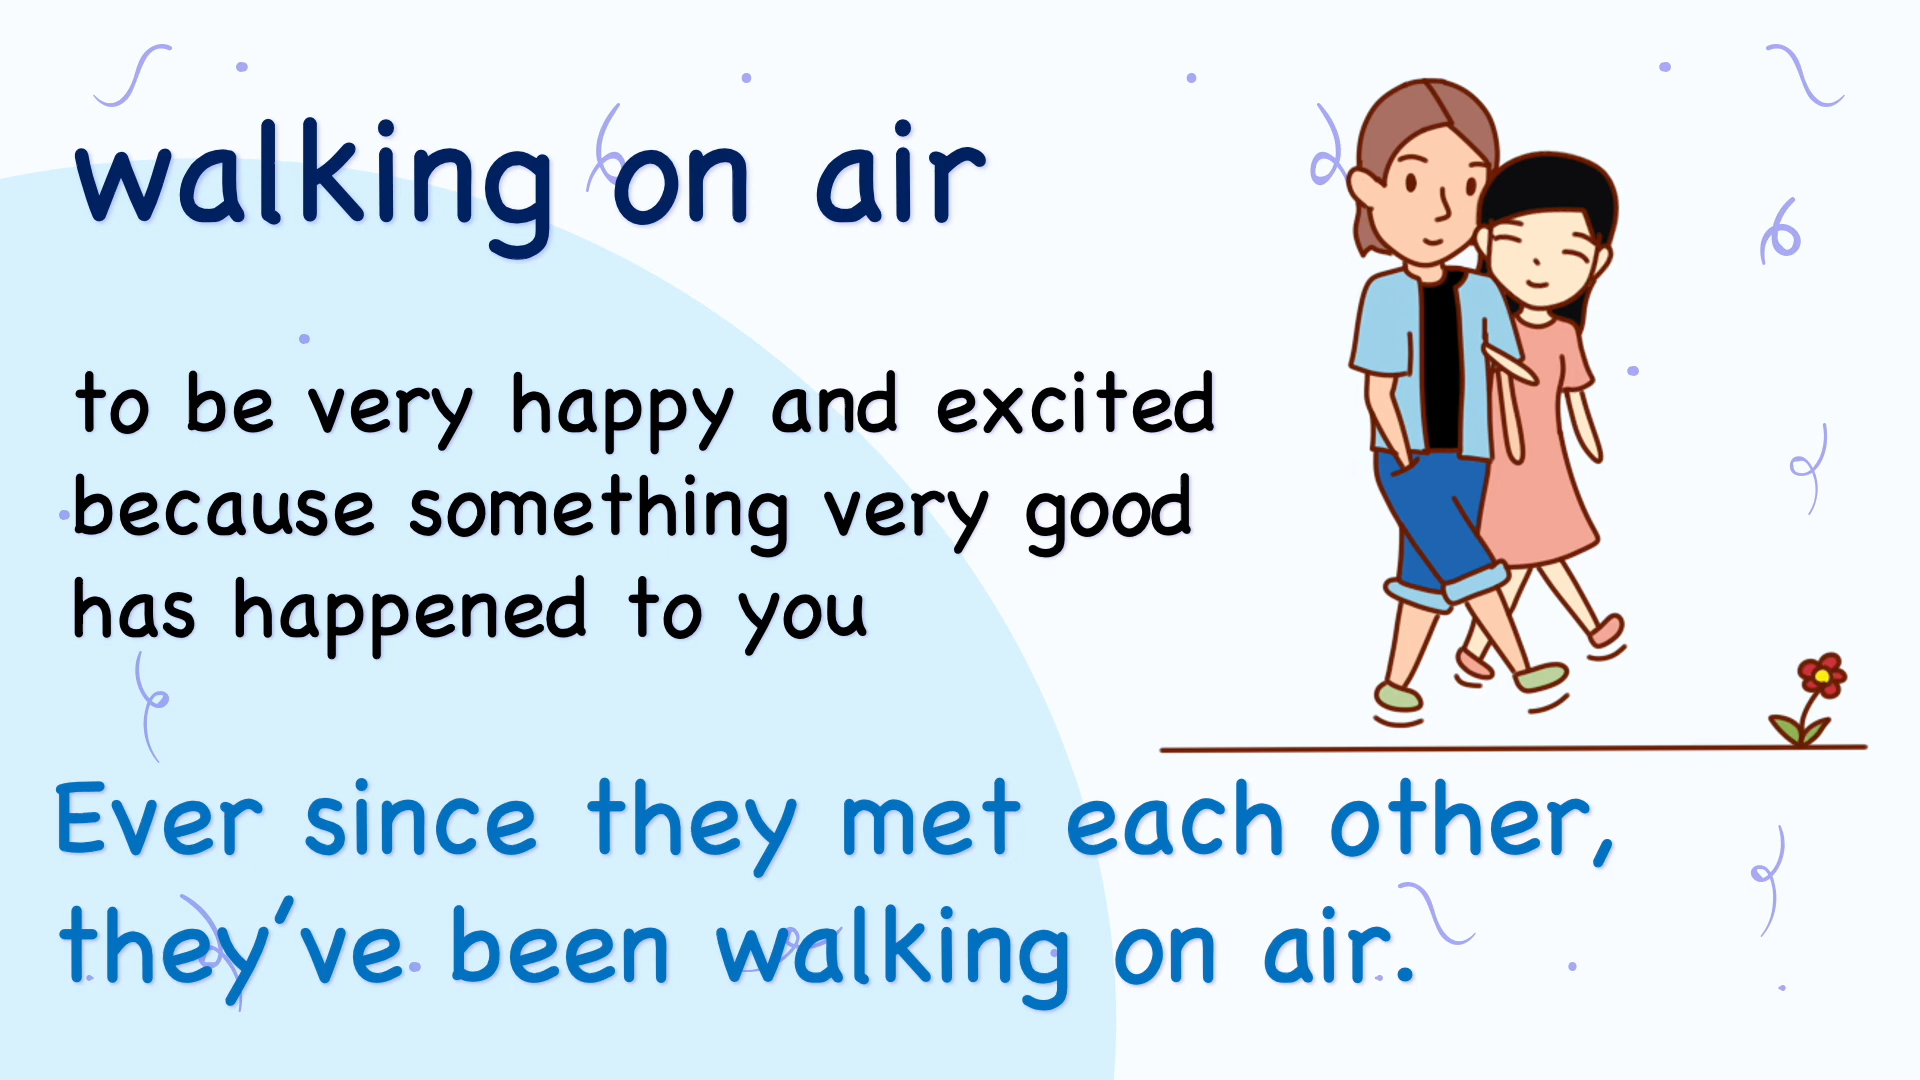 walking on air
to be very happy and excited
because something very good
has happened to you
Ever since they met each other,
they’ve been walking on air.